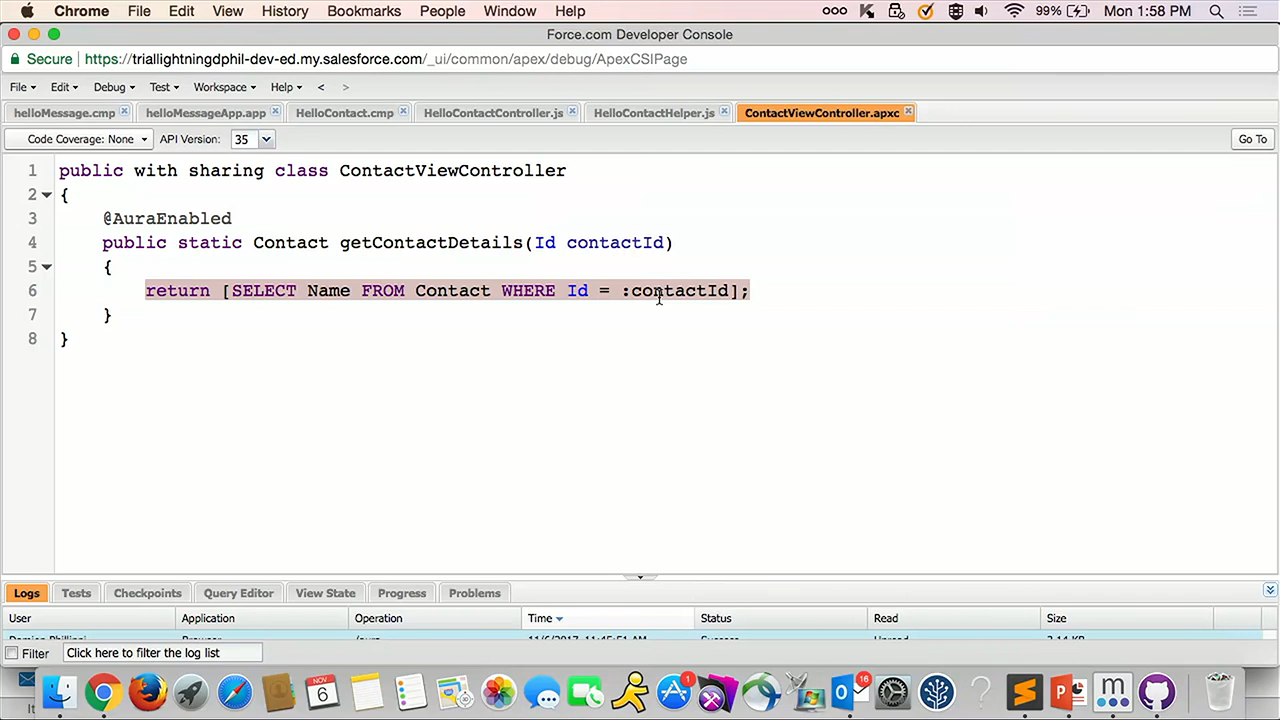 Chrome File Edit View History Bookmarks People Window Help 99% Mon 1:58 PM
Force.com Developer Console
Secure https://triallightningdphil-dev-ed.my.salesforce.com/_ui/common/apex/debug/ApexCSIPage
File Edit Debug Test Workspace Help < >
helloMessage.cmp helloMessageApp.app HelloContact.cmp HelloContactController.js HelloContactHelper.js ContactViewController.apxc
Code Coverage: None API Version: 35 Go To
1 public with sharing class ContactViewController
2 {
3 @AuraEnabled
4 public static Contact getContactDetails(Id contactId)
5 {
6 return [SELECT Name FROM Contact WHERE Id = :contactId];
7 }
8 }
Logs Tests Checkpoints Query Editor View State Progress Problems
User Application Operation Time Status Read Size
Filter Click here to filter the log list
NOV 6 1 16